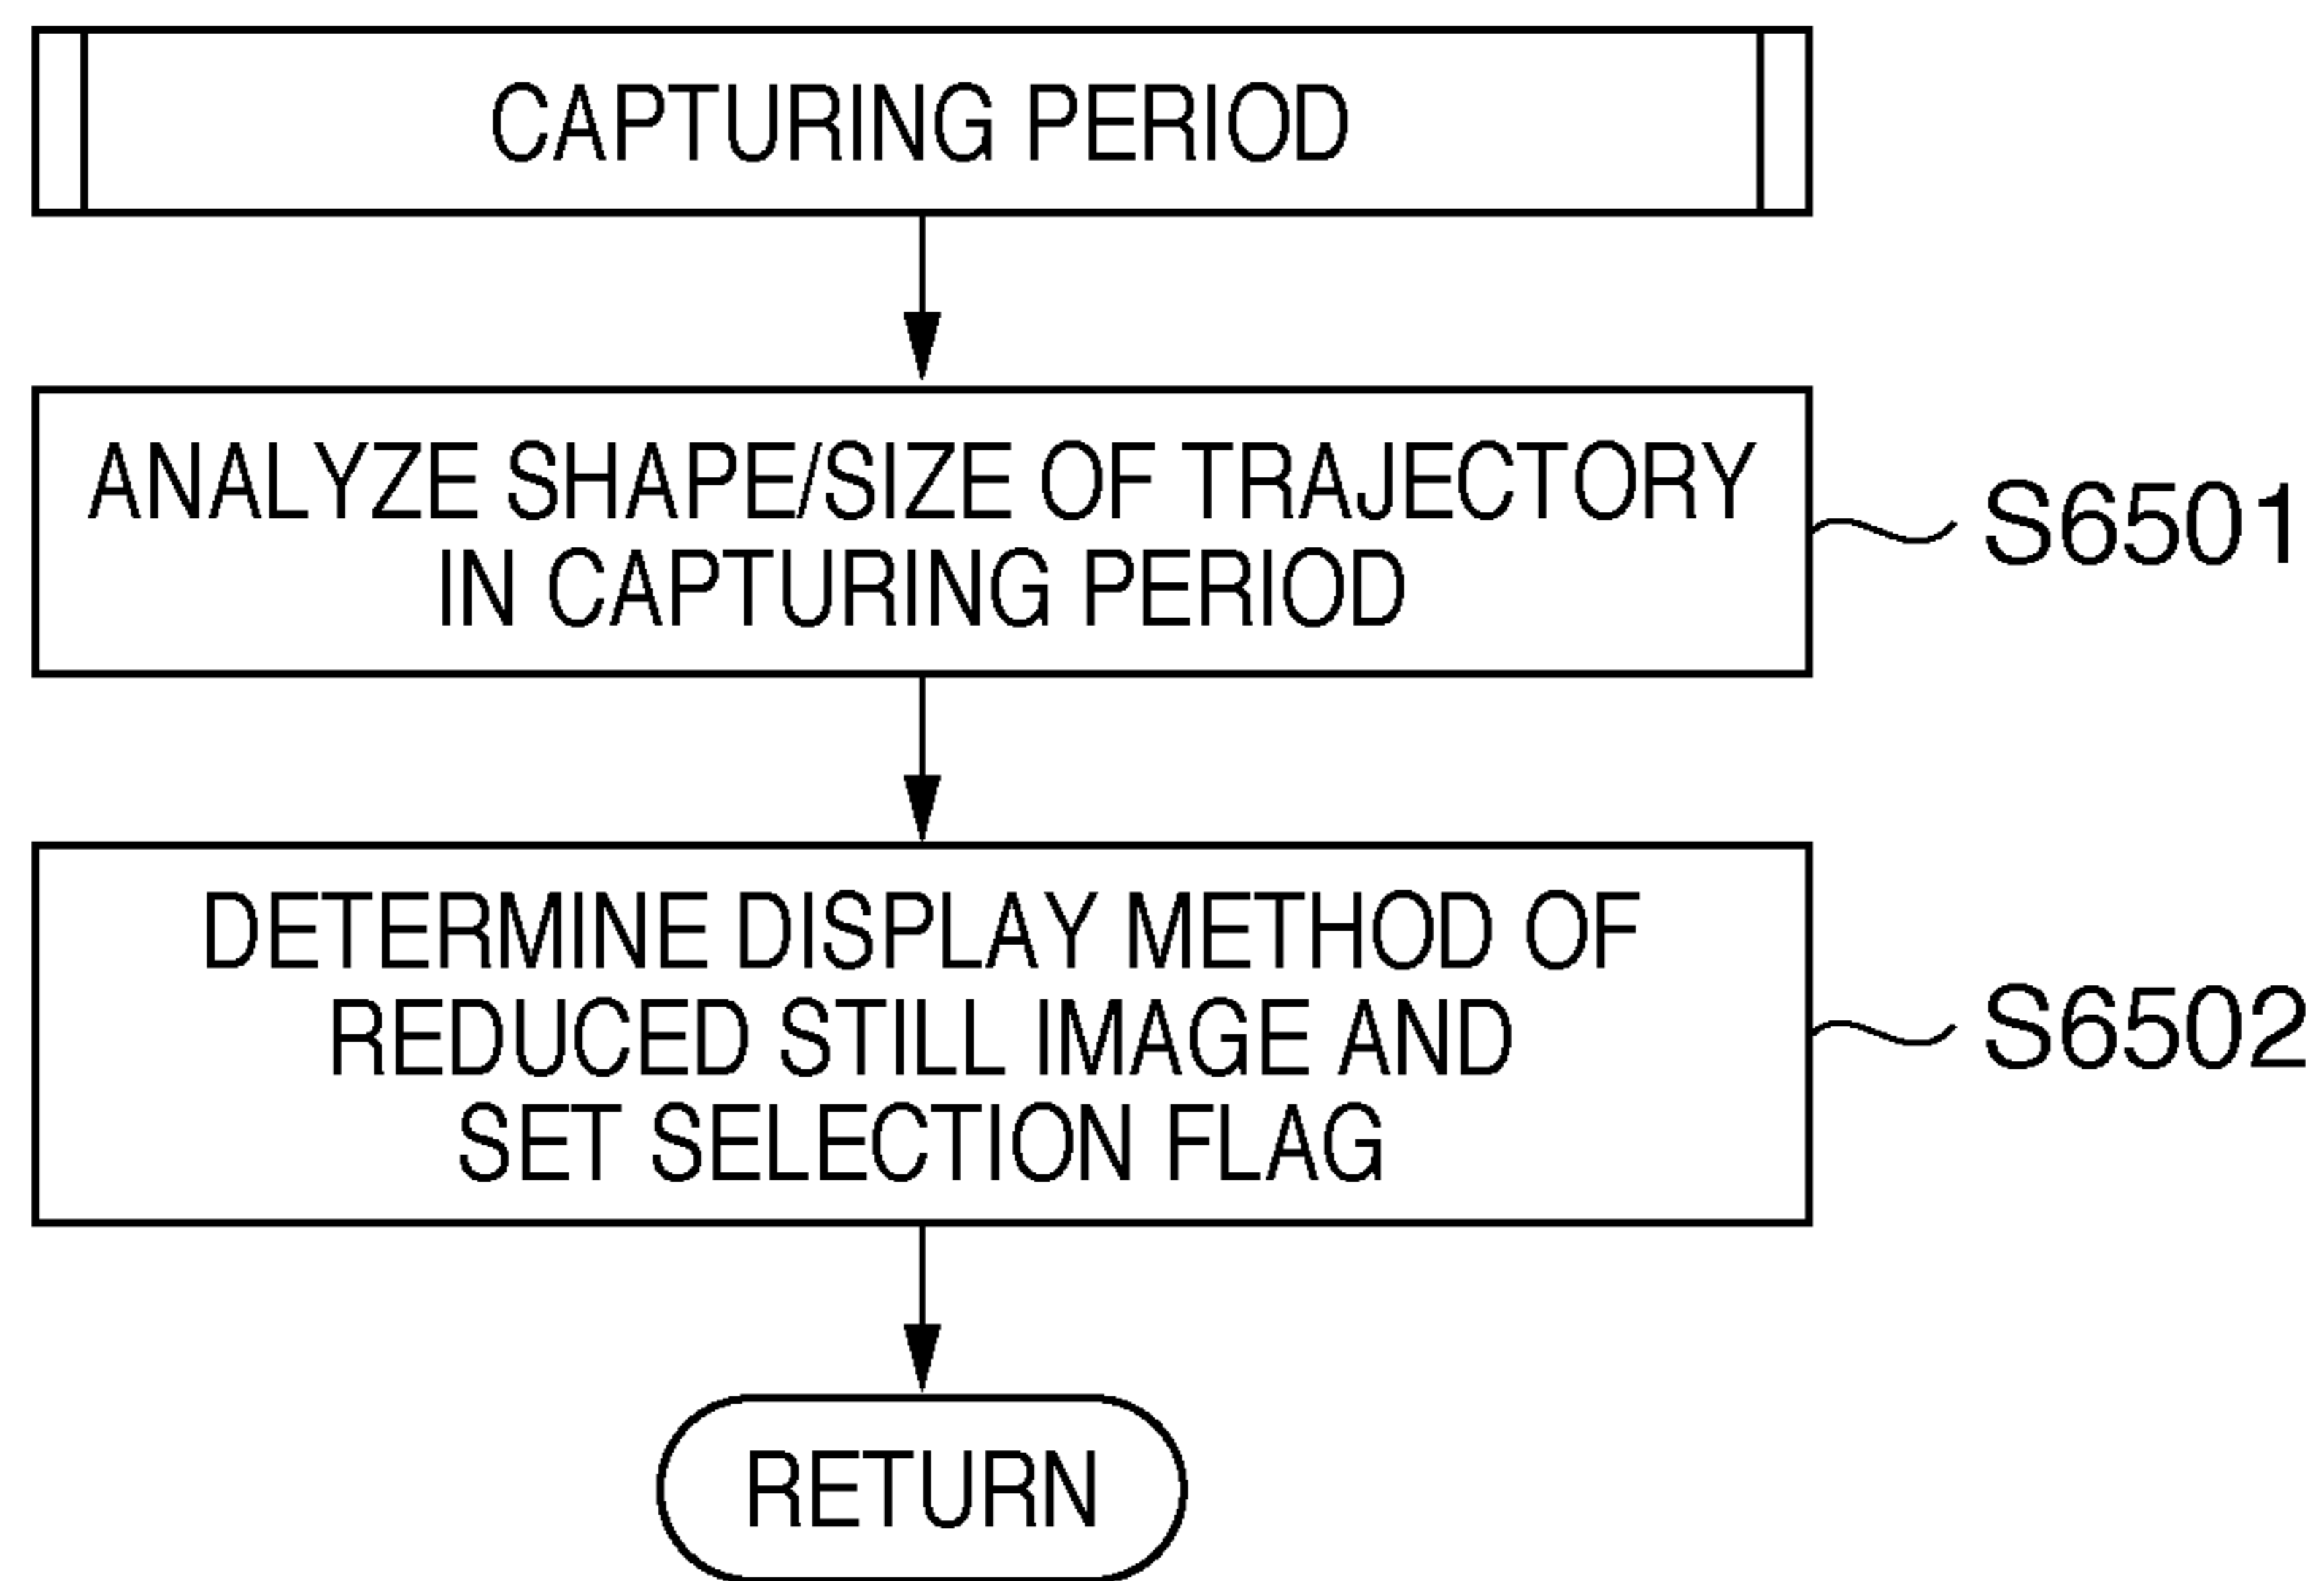 CAPTURING PERIOD
ANALYZE SHAPE/SIZE OF TRAJECTORY
IN CAPTURING PERIOD
S6501
DETERMINE DISPLAY METHOD OF
REDUCED STILL IMAGE AND
SET SELECTION FLAG
S6502
RETURN